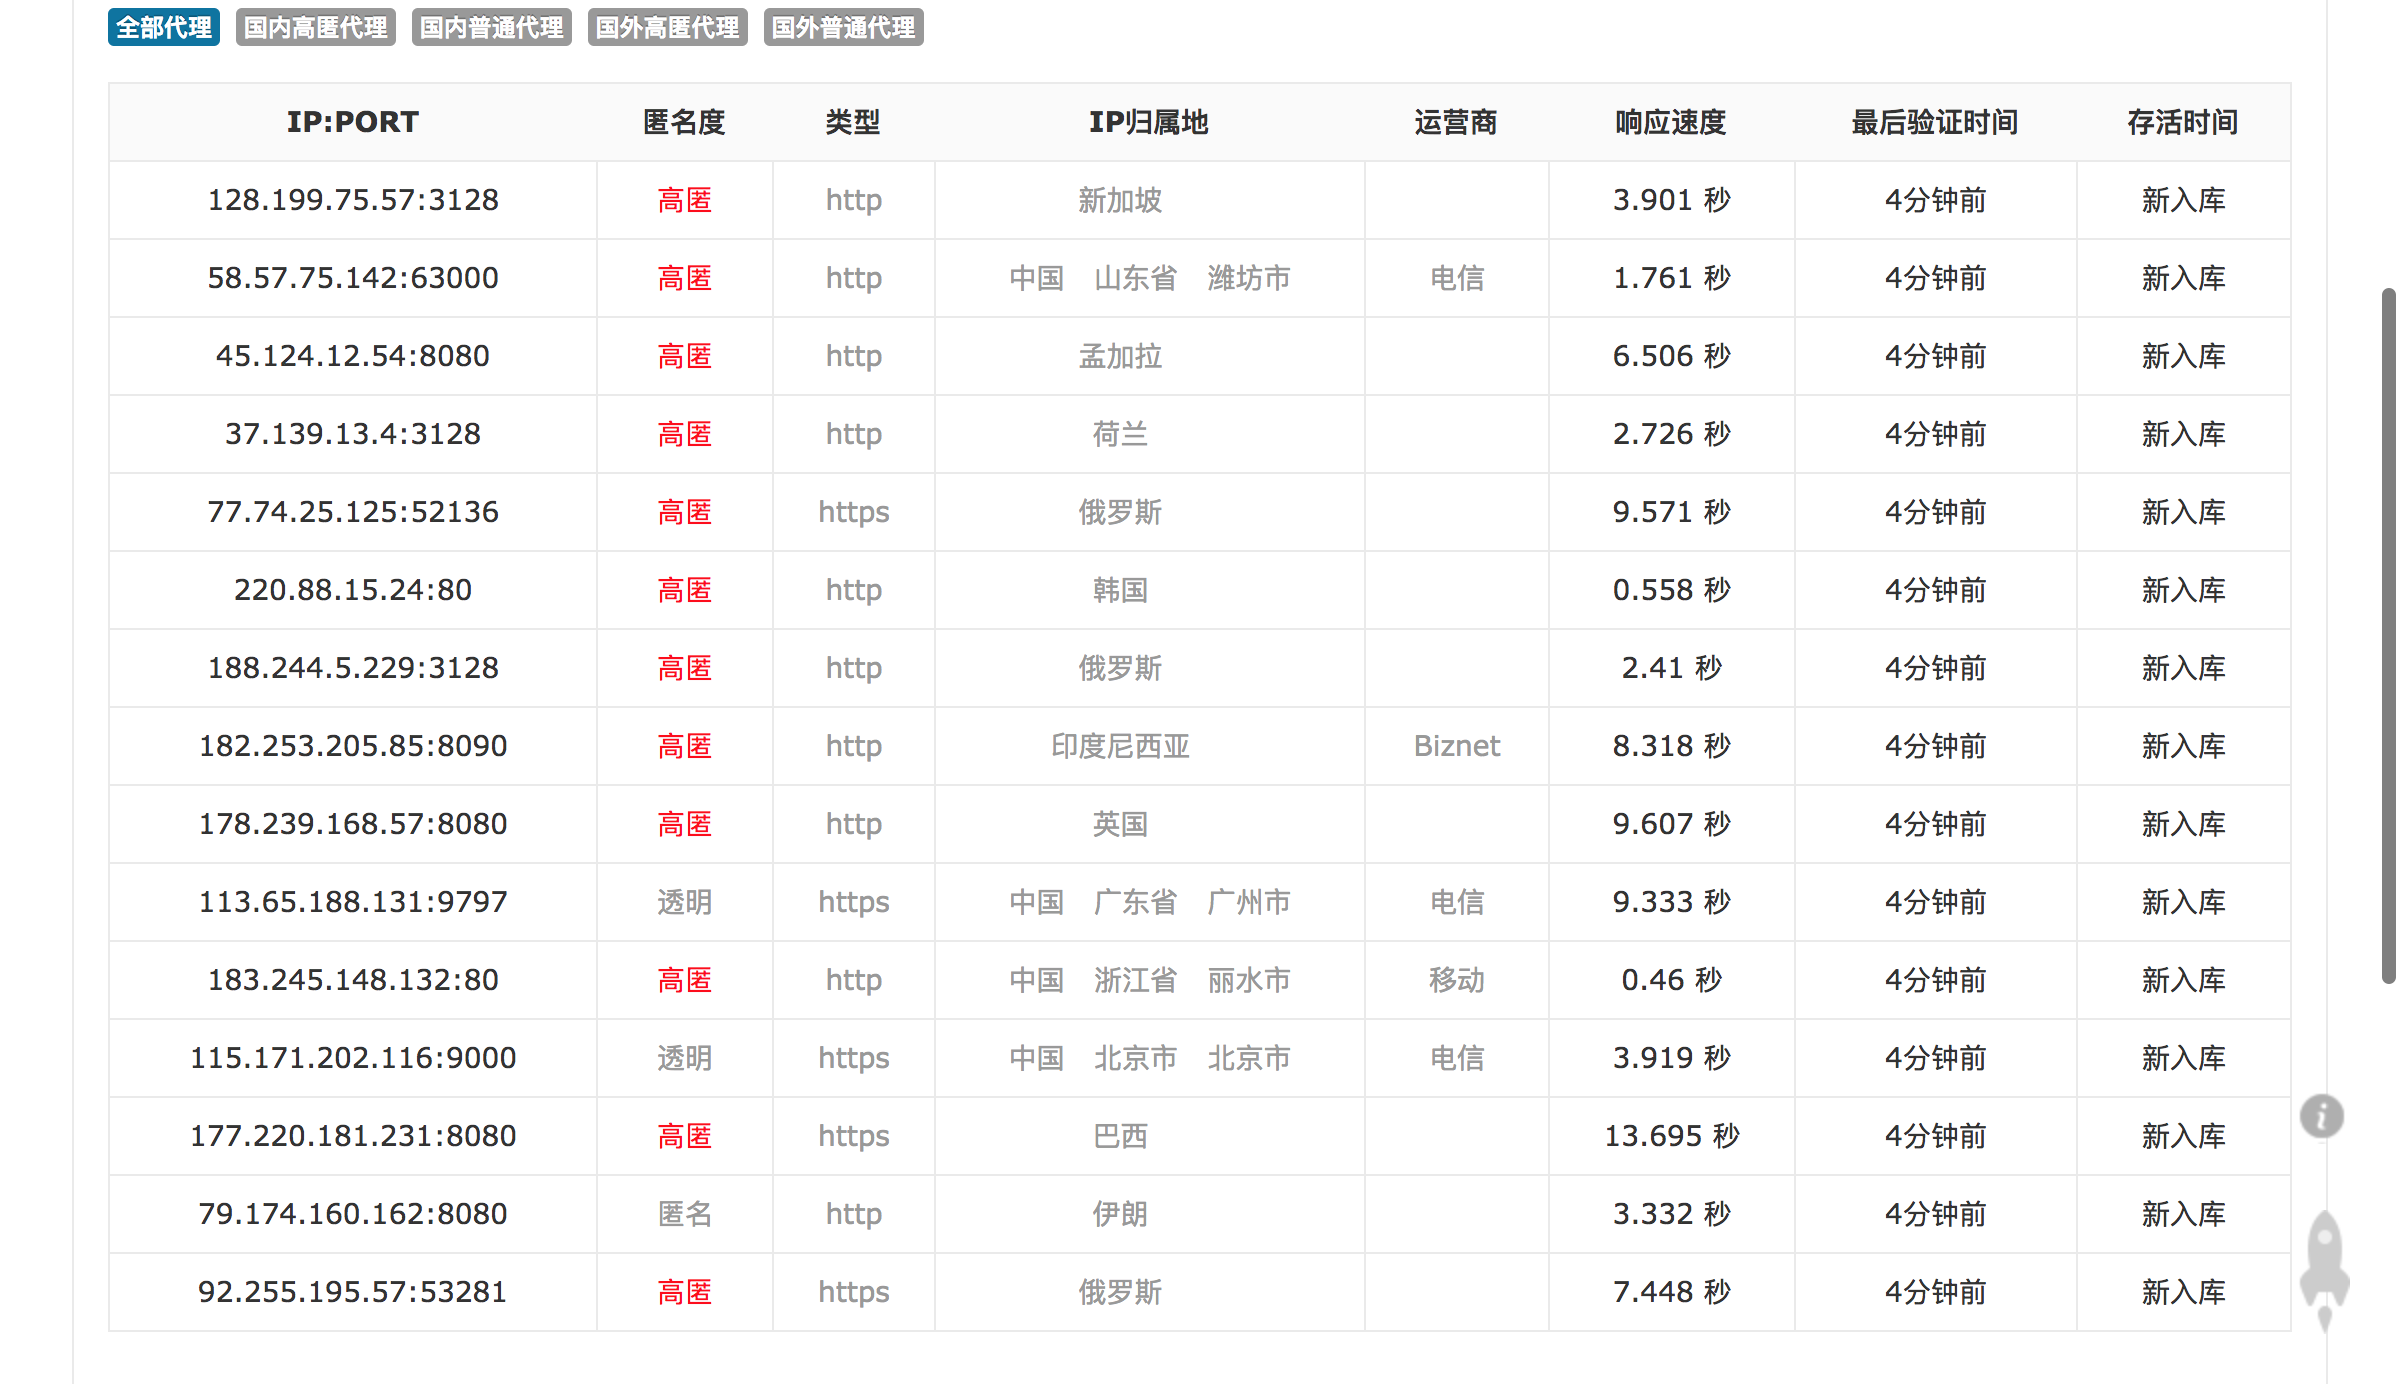 全部代理 国内高匿代理 国内普通代理 国外高匿代理 国外普通代理
IP:PORT 匿名度 类型 IP归属地 运营商 响应速度 最后验证时间 存活时间
128.199.75.57:3128 高匿 http 新加坡 3.901 秒 4分钟前 新入库
58.57.75.142:63000 高匿 http 中国 山东省 潍坊市 电信 1.761 秒 4分钟前 新入库
45.124.12.54:8080 高匿 http 孟加拉 6.506 秒 4分钟前 新入库
37.139.13.4:3128 高匿 http 荷兰 2.726 秒 4分钟前 新入库
77.74.25.125:52136 高匿 https 俄罗斯 9.571 秒 4分钟前 新入库
220.88.15.24:80 高匿 http 韩国 0.558 秒 4分钟前 新入库
188.244.5.229:3128 高匿 http 俄罗斯 2.41 秒 4分钟前 新入库
182.253.205.85:8090 高匿 http 印度尼西亚 Biznet 8.318 秒 4分钟前 新入库
178.239.168.57:8080 高匿 http 英国 9.607 秒 4分钟前 新入库
113.65.188.131:9797 透明 https 中国 广东省 广州市 电信 9.333 秒 4分钟前 新入库
183.245.148.132:80 高匿 http 中国 浙江省 丽水市 移动 0.46 秒 4分钟前 新入库
115.171.202.116:9000 透明 https 中国 北京市 北京市 电信 3.919 秒 4分钟前 新入库
177.220.181.231:8080 高匿 https 巴西 13.695 秒 4分钟前 新入库
79.174.160.162:8080 匿名 http 伊朗 3.332 秒 4分钟前 新入库
92.255.195.57:53281 高匿 https 俄罗斯 7.448 秒 4分钟前 新入库